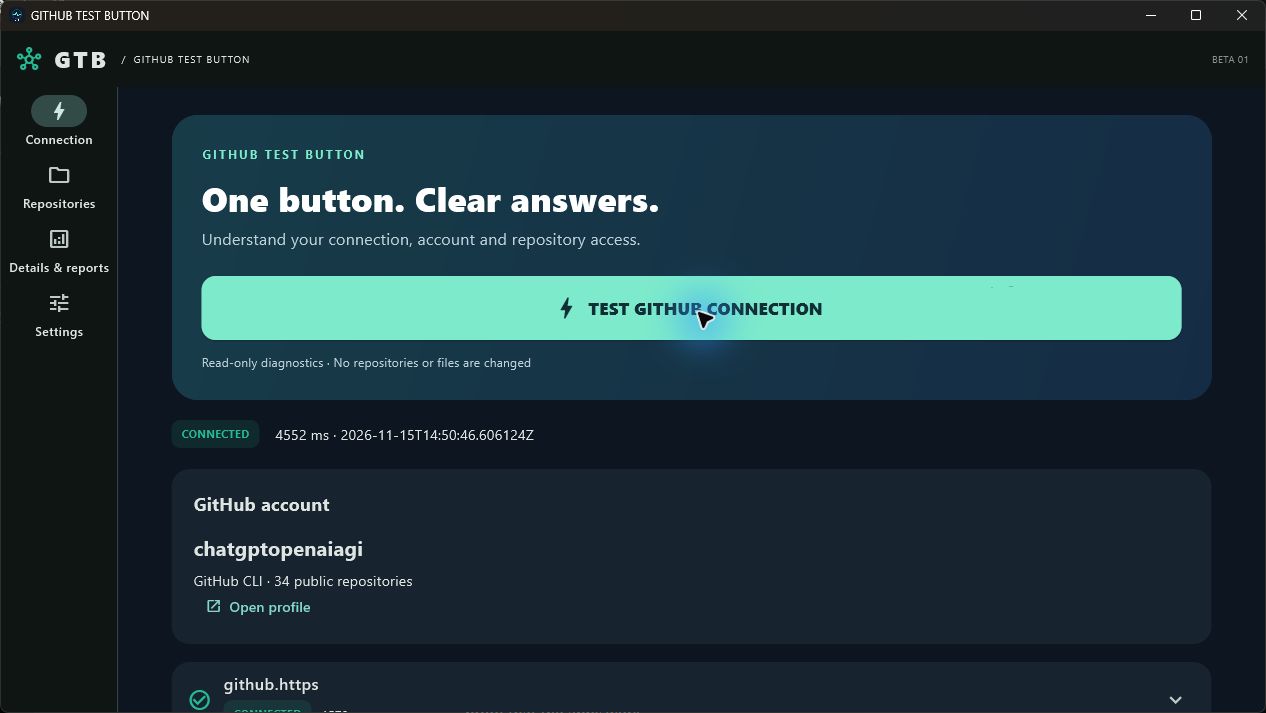 GITHUB TEST BUTTON
GTB / GITHUB TEST BUTTON
BETA 01
Connection
Repositories
Details & reports
Settings
GITHUB TEST BUTTON
One button. Clear answers.
Understand your connection, account and repository access.
TEST GITHUB CONNECTION
Read-only diagnostics · No repositories or files are changed
CONNECTED 4552 ms · 2026-11-15T14:50:46.606124Z
GitHub account
chatgptopenaiagi
GitHub CLI · 34 public repositories
Open profile
github.https
CONNECTED